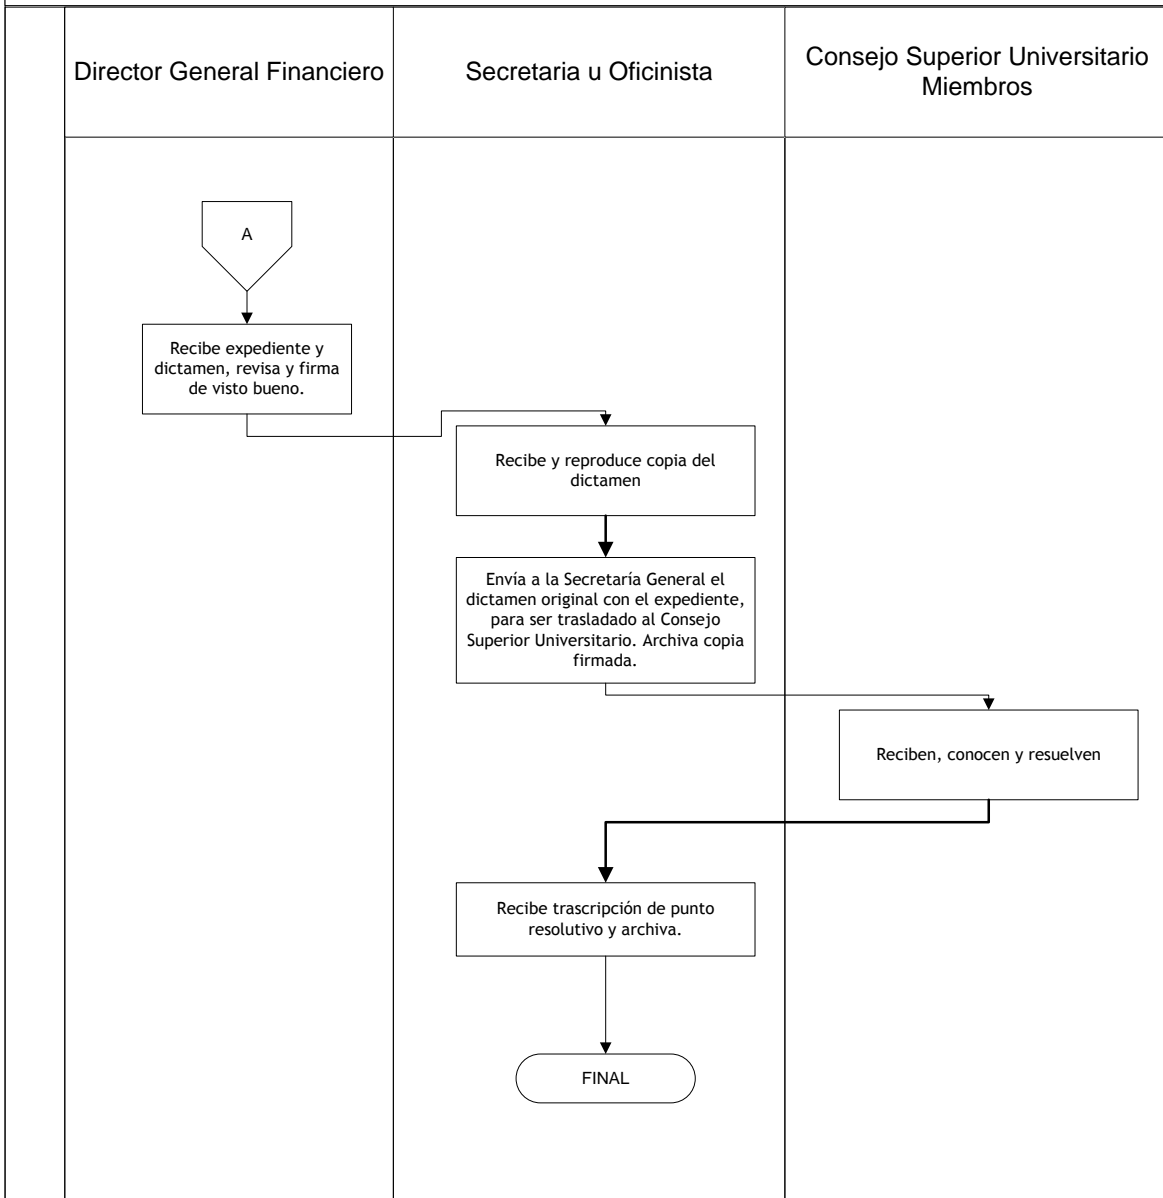 Director General Financiero
Secretaria u Oficinista
Consejo Superior Universitario
Miembros
A
Recibe expediente y
dictamen, revisa y firma
de visto bueno.
Recibe y reproduce copia del
dictamen
Envía a la Secretaría General el
dictamen original con el expediente,
para ser trasladado al Consejo
Superior Universitario. Archiva copia
firmada.
Reciben, conocen y resuelven
Recibe trascripción de punto
resolutivo y archiva.
FINAL